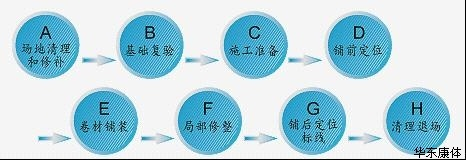 A
场地清理
和修补
B
基础复验
C
施工准备
D
铺前定位
E
卷材铺装
F
局部修整
G
铺后定位
标线
H
清理退场
华东康体